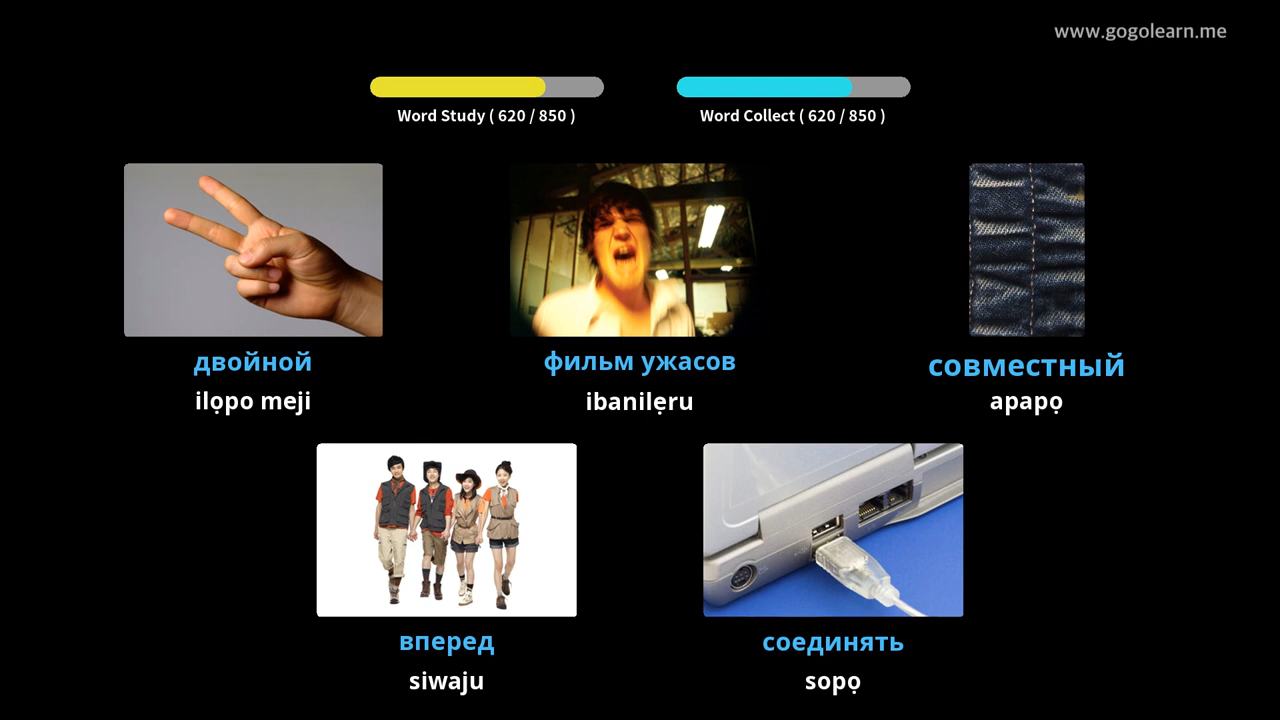 www.gogolearn.me
Word Study ( 620 / 850 )
Word Collect ( 620 / 850 )
двойной
ilọpo meji
фильм ужасов
ibanilẹru
совместный
apapọ
вперед
siwaju
соединять
sopọ